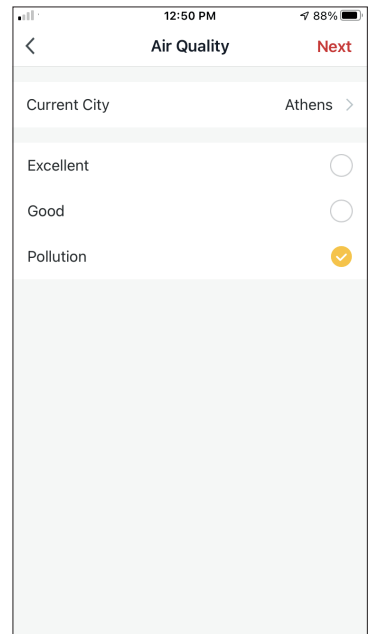 12:50 PM 88%
Air Quality Next
Current City Athens
Excellent
Good
Pollution